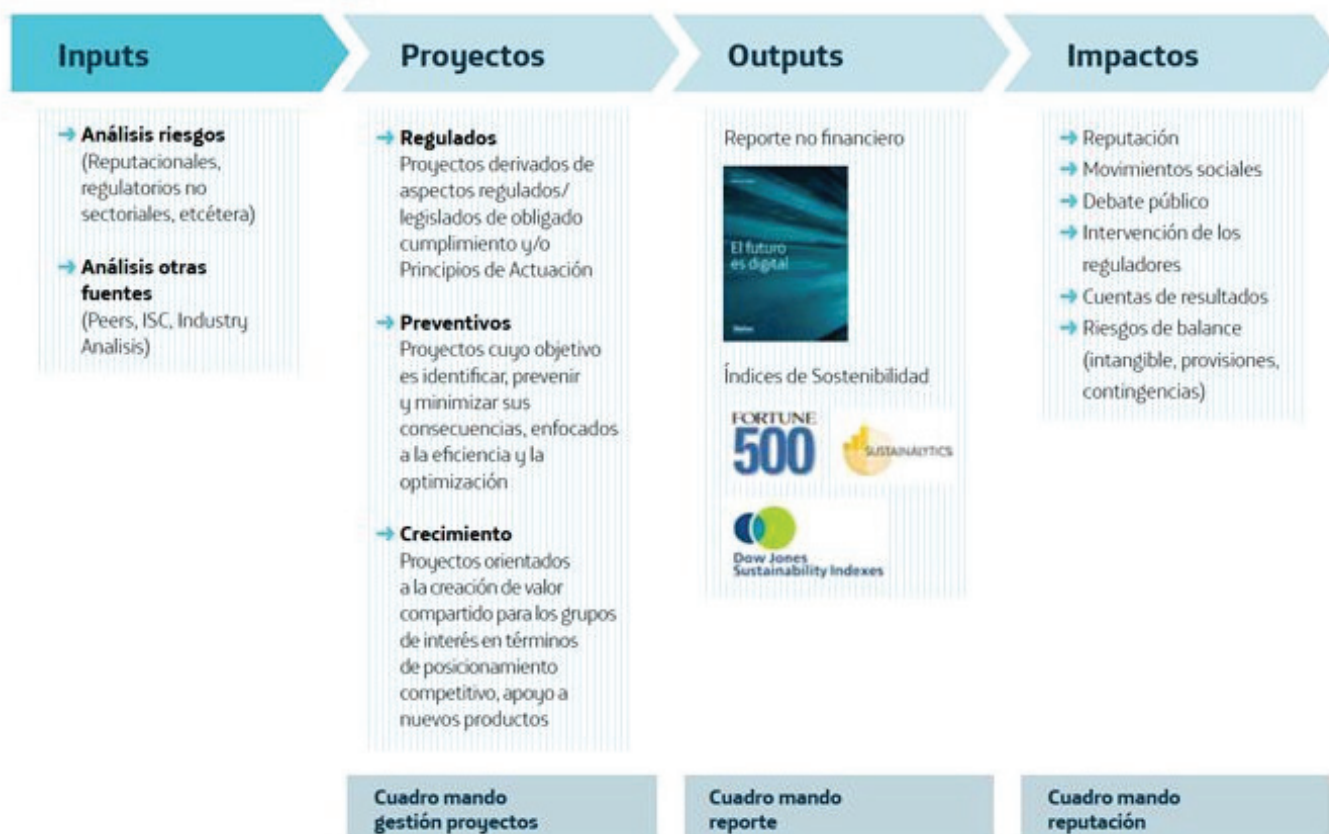 Inputs
Proyectos
Outputs
Impactos
→ Análisis riesgos
(Reputacionales,
regulatorios no
sectoriales, etcétera)
→ Análisis otras
fuentes
(Peers, ISC, Industry
Analisis)
→ Regulados
Proyectos derivados de
aspectos regulados/
legislados de obligado
cumplimiento y/o
Principios de Actuación
→ Preventivos
Proyectos cuyo objetivo
es identificar, prevenir
y minimizar sus
consecuencias, enfocados
a la eficiencia y la
optimización
→ Crecimiento
Proyectos orientados
a la creación de valor
compartido para los grupos
de interés en términos
de posicionamiento
competitivo, apoyo a
nuevos productos
Reporte no financiero
El futuro
es digital
Índices de Sostenibilidad
FORTUNE
500
SUSTAINALYTICS
Dow Jones
Sustainability Indexes
→ Reputación
→ Movimientos sociales
→ Debate público
→ Intervención de los
reguladores
→ Cuentas de resultados
→ Riesgos de balance
(intangible, provisiones,
contingencias)
Cuadro mando
gestión proyectos
Cuadro mando
reporte
Cuadro mando
reputación